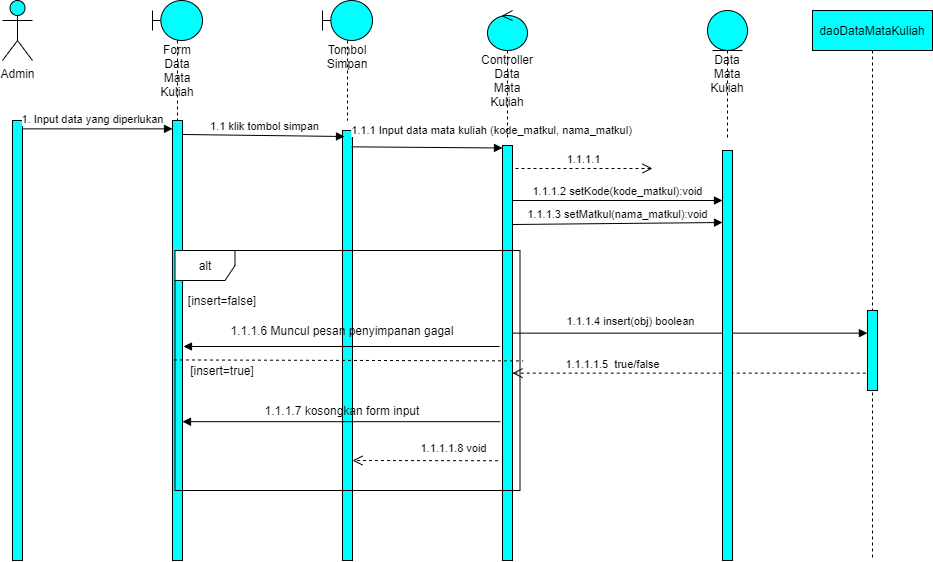 Admin
Form
Data
Mata
Kuliah
Tombol
Simpan
Controller
Data
Mata
Kuliah
Data
Mata
Kuliah
daoDataMataKuliah
1. Input data yang diperlukan
1.1 klik tombol simpan
1.1.1 Input data mata kuliah (kode_matkul, nama_matkul)
1.1.1.1
1.1.1.2 setKode(kode_matkul):void
1.1.1.3 setMatkul(nama_matkul):void
alt
[insert=false]
1.1.1.4 insert(obj) boolean
1.1.1.6 Muncul pesan penyimpanan gagal
1.1.1.1.5 true/false
[insert=true]
1.1.1.7 kosongkan form input
1.1.1.1.8 void